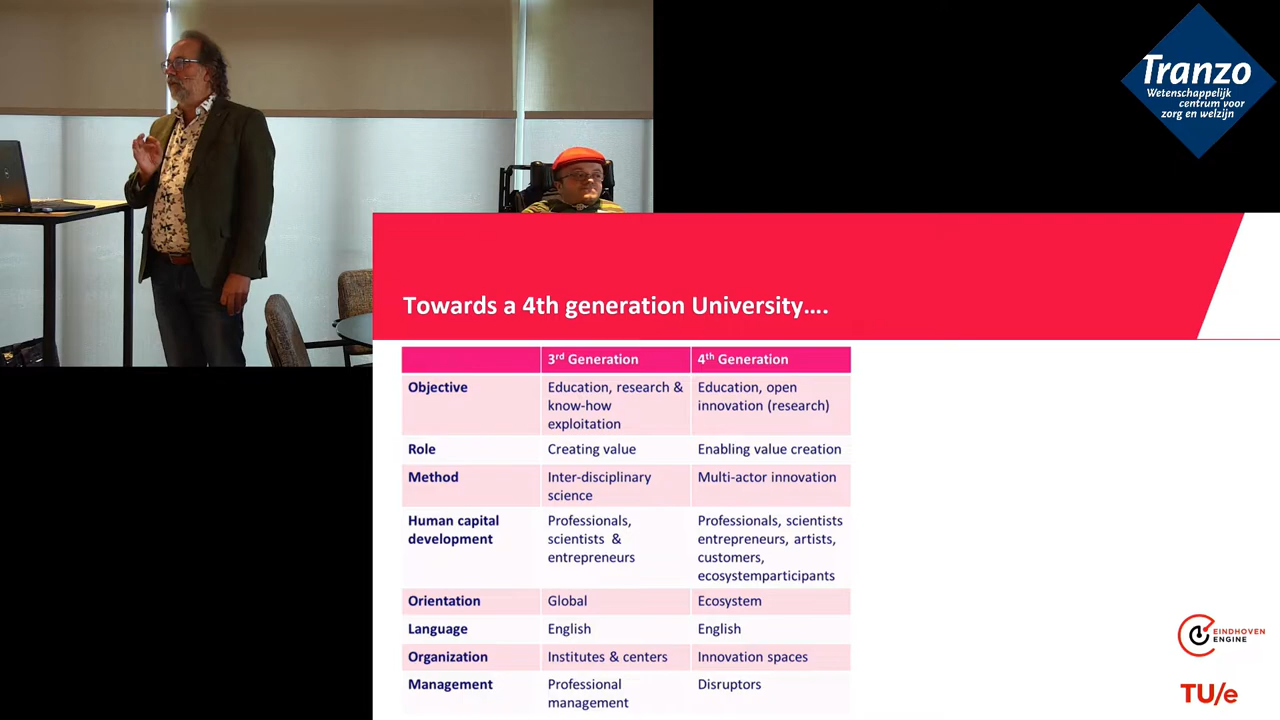 Tranzo
Wetenschappelijk
centrum voor
zorg en welzijn
Towards a 4th generation University....
3rd Generation
4th Generation
Objective
Education, research &
know-how
exploitation
Education, open
innovation (research)
Role
Creating value
Enabling value creation
Method
Inter-disciplinary
science
Multi-actor innovation
Human capital
development
Professionals,
scientists &
entrepreneurs
Professionals, scientists
entrepreneurs, artists,
customers,
ecosystemparticipants
Orientation
Global
Ecosystem
Language
English
English
Organization
Institutes & centers
Innovation spaces
Management
Professional
management
Disruptors
EINDHOVEN
ENGINE
TU/e